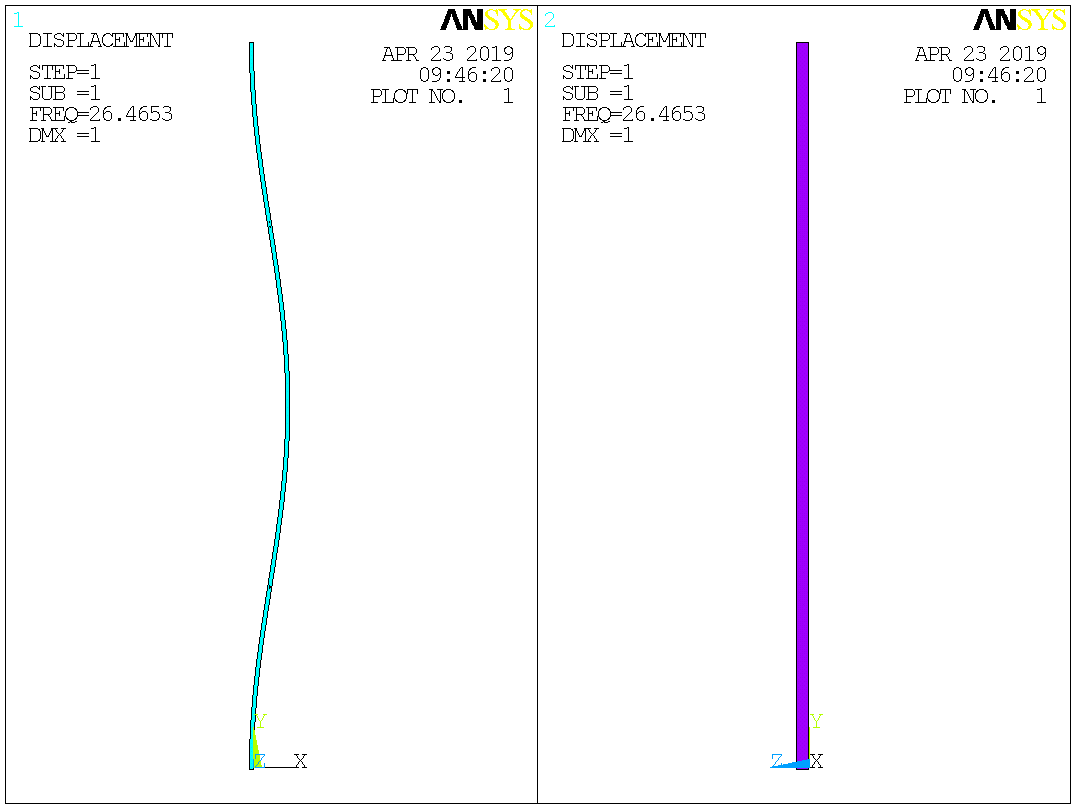 1
ANSYS
DISPLACEMENT
STEP=1
SUB =1
FREQ=26.4653
DMX =1
APR 23 2019
09:46:20
PLOT NO.   1
Y
Z
X
2
ANSYS
DISPLACEMENT
STEP=1
SUB =1
FREQ=26.4653
DMX =1
APR 23 2019
09:46:20
PLOT NO.   1
Y
Z
X